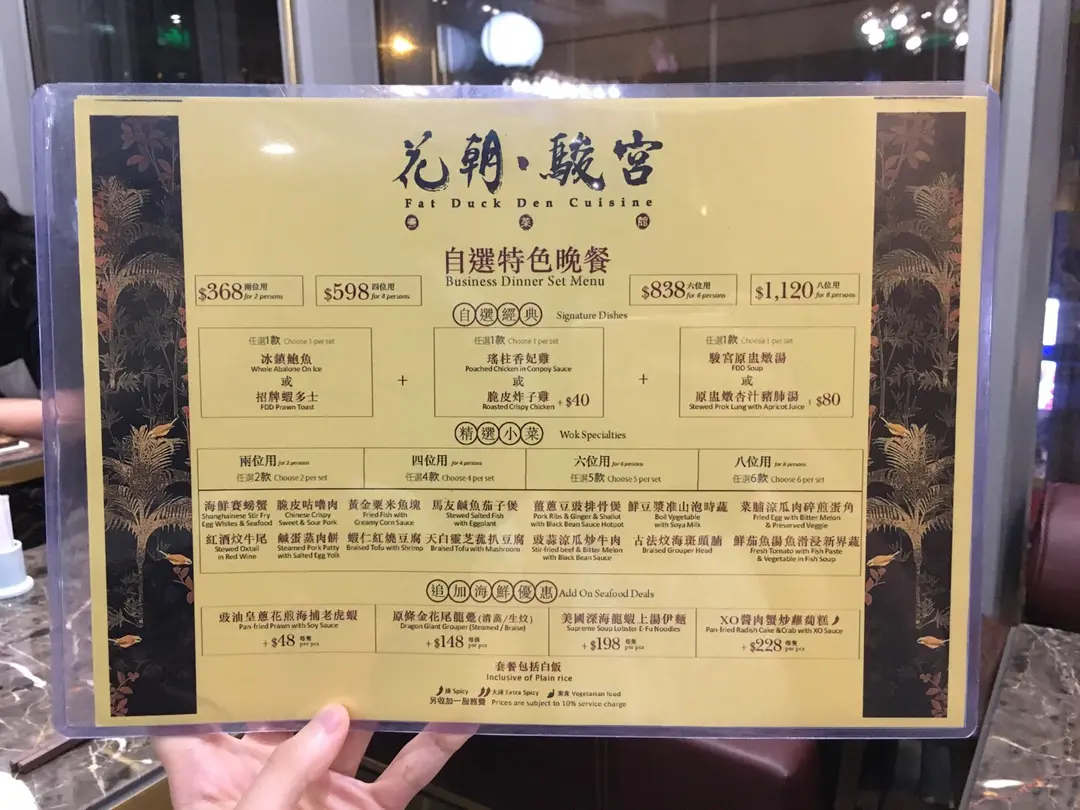 花朝·駿宮
Fat Duck Den Cuisine
粵 菜 館
自選特色晚餐
Business Dinner Set Menu
$368 兩位用 for 2 persons
$598 四位用 for 4 persons
$838 六位用 for 6 persons
$1,120 八位用 for 8 persons
自選經典 Signature Dishes
任選1款 Choose 1 per set
冰鎮鮑魚
Whole Abalone On Ice
或
招牌蝦多士
FDD Prawn Toast
+
任選1款 Choose 1 per set
瑤柱香妃雞
Poached Chicken in Conpoy Sauce
或
脆皮炸子雞 + $40
Roasted Crispy Chicken
+
任選1款 Choose 1 per set
駿宮原盅燉湯
FDD Soup
或
原盅燉杏汁豬肺湯 + $80
Stewed Prok Lung with Apricot Juice
精選小菜 Wok Specialties
兩位用 for 2 persons
任選2款 Choose 2 per set
四位用 for 4 persons
任選4款 Choose 4 per set
六位用 for 6 persons
任選5款 Choose 5 per set
八位用 for 8 persons
任選6款 Choose 6 per set
海鮮賽螃蟹
Shanghainese Stir Fry
Egg Whites & Seafood
脆皮咕嚕肉
Chinese Crispy
Sweet & Sour Pork
黃金粟米魚塊
Fried Fish with
Creamy Corn Sauce
馬友鹹魚茄子煲
Stewed Salted Fish
with Eggplant
薑蔥豆豉排骨煲
Pork Ribs & Ginger & Shallot
with Black Bean Sauce Hotpot
鮮豆漿准山泡時蔬
Boil Vegetable
with Soya Milk
菜脯涼瓜肉碎煎蛋角
Fried Egg with Bitter Melon
& Preserved Veggie
紅酒炆牛尾
Stewed Oxtail
in Red Wine
鹹蛋蒸肉餅
Steamed Pork Patty
with Salted Egg Yolk
蝦仁紅燒豆腐
Braised Tofu with Shrimp
天白靈芝菰扒豆腐
Braised Tofu with Mushroom
豉蒜涼瓜炒牛肉
Stir-fried beef & Bitter Melon
with Black Bean Sauce
古法炆海斑頭腩
Braised Grouper Head
鮮茄魚湯魚滑浸新界蔬
Fresh Tomato with Fish Paste
& Vegetable in Fish Soup
追加海鮮優惠 Add On Seafood Deals
豉油皇蔥花煎海捕老虎蝦
Pan-fried Prawn with Soy Sauce
+ $48 每隻 per pcs
原條金花尾龍躉(清蒸/生炆)
Dragon Giant Grouper (Steamed / Braise)
+ $148 每條 per pcs
美國深海龍蝦上湯伊麵
Supreme Soup Lobster E-Fu Noodles
+ $198 每隻 per pcs
XO醬肉蟹炒蘿蔔糕
Pan-fried Radish Cake & Crab with XO Sauce
+ $228 每隻 per pcs
套餐包括白飯
Inclusive of Plain rice
辣 Spicy 大辣 Extra Spicy 素食 Vegetarian food
另收加一服務費 Prices are subject to 10% service charge